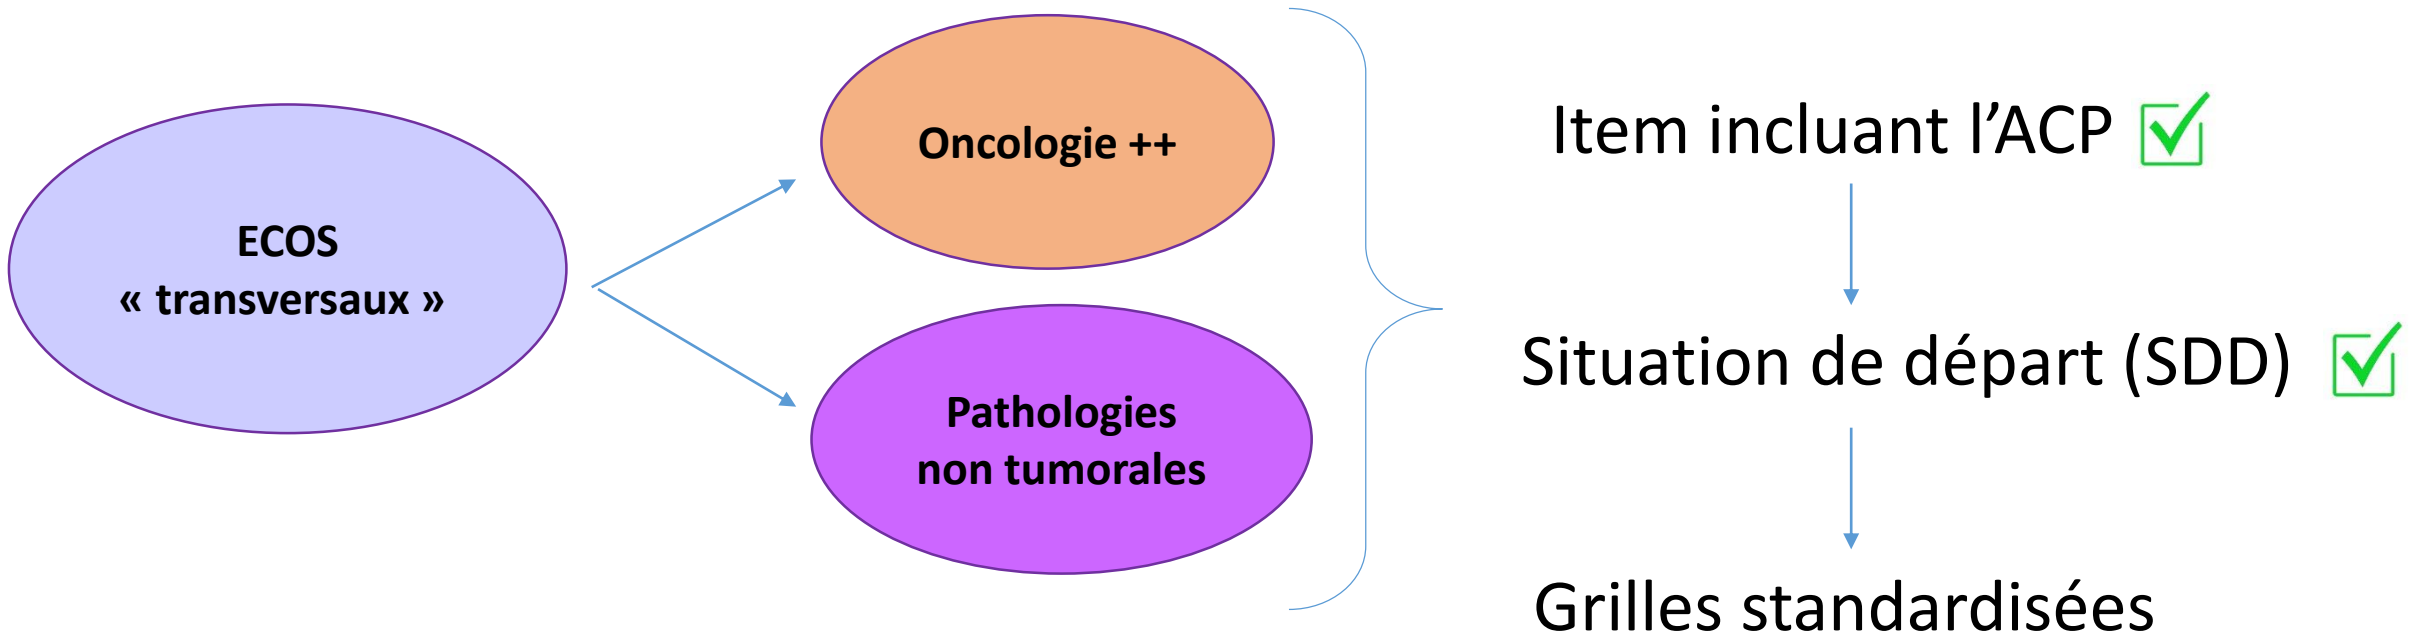 ECOS
« transversaux »
Oncologie ++
Pathologies
non tumorales
Item incluant l’ACP
Situation de départ (SDD)
Grilles standardisées